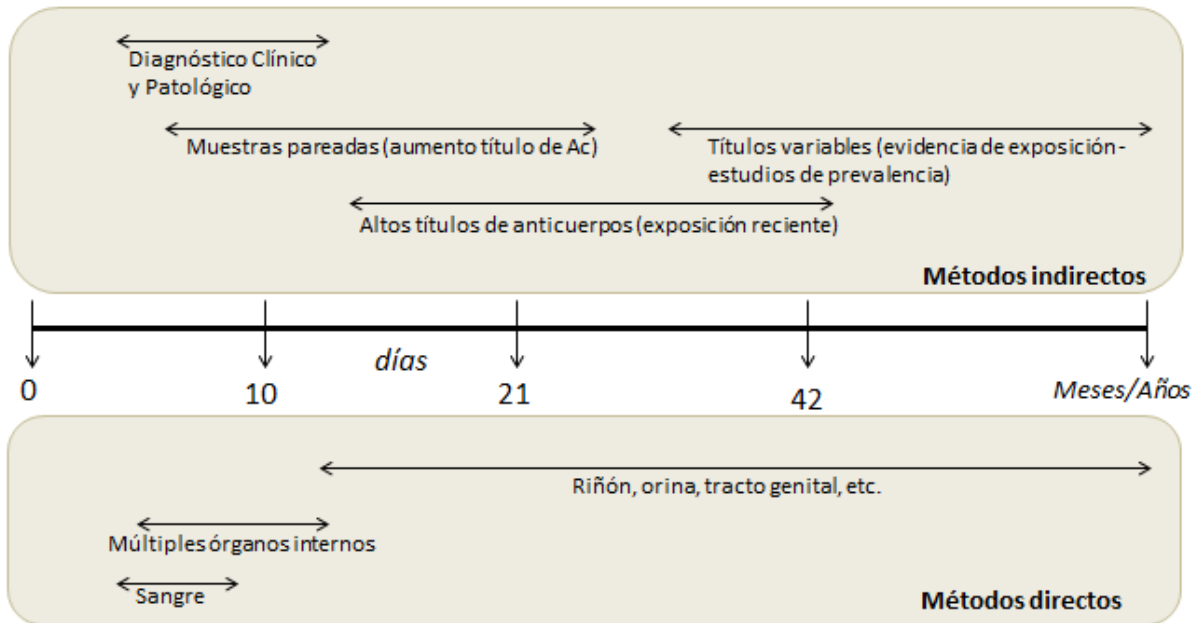 Diagnóstico Clínico
y Patológico
Muestras pareadas (aumento título de Ac)
Títulos variables (evidencia de exposición-
estudios de prevalencia)
Altos títulos de anticuerpos (exposición reciente)
Métodos indirectos
días
0
10
21
42
Meses/Años
Riñón, orina, tracto genital, etc.
Múltiples órganos internos
Sangre
Métodos directos